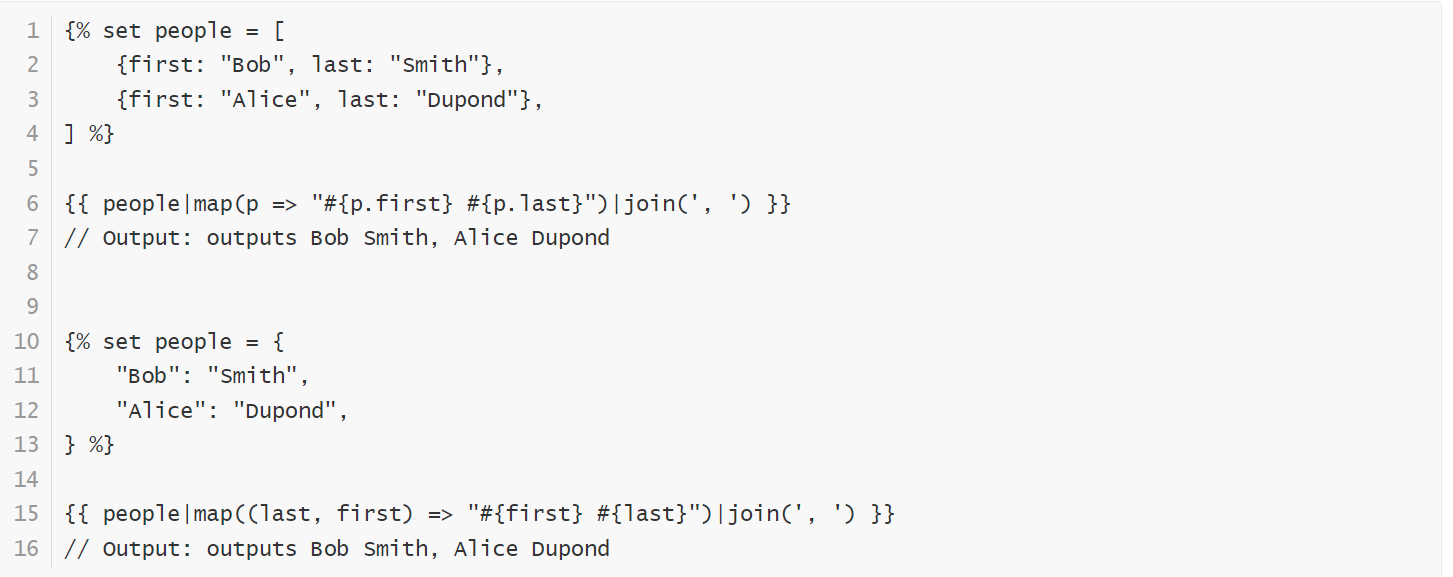 1 {% set people = [
2     {first: "Bob", last: "Smith"},
3     {first: "Alice", last: "Dupond"},
4 ] %}
5
6 {{ people|map(p => "#{p.first} #{p.last}")|join(', ') }}
7 // Output: outputs Bob Smith, Alice Dupond
8
9
10 {% set people = {
11     "Bob": "Smith",
12     "Alice": "Dupond",
13 } %}
14
15 {{ people|map((last, first) => "#{first} #{last}")|join(', ') }}
16 // Output: outputs Bob Smith, Alice Dupond